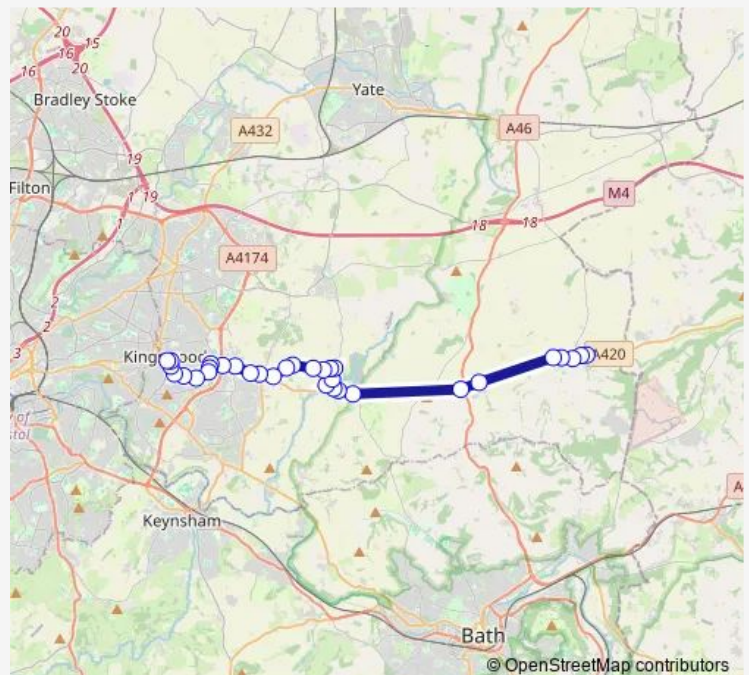 20
15
16
16
20
Bradley Stoke
Yate
A432
A46
19
Filton
19
M4
1
18
18
A4174
2
2
3
Kingswood
A420
Keynsham
A
Bath
© OpenStreetMap contributors